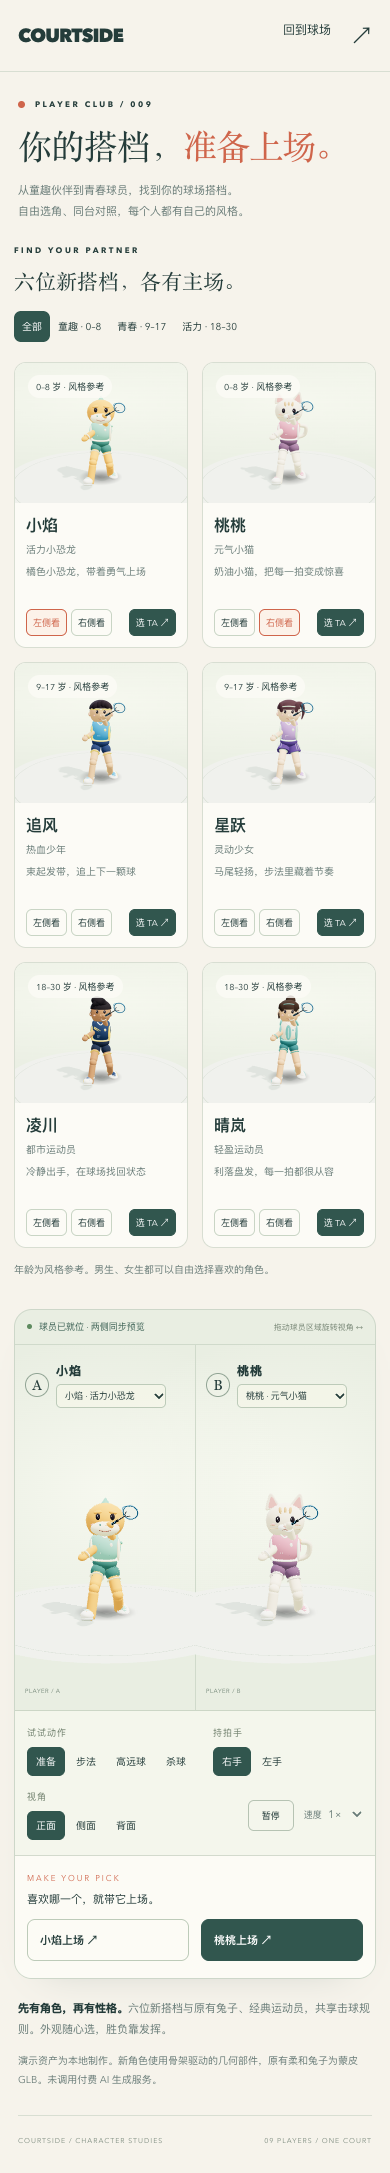 COURTSIDE
回到球场 ↗
PLAYER CLUB / 009
你的搭档，准备上场。
从童趣伙伴到青春球员，找到你的球场搭档。
自由选角、同台对照，每个人都有自己的风格。
FIND YOUR PARTNER
六位新搭档，各有主场。
全部 童趣 · 0-8 青春 · 9-17 活力 · 18-30
0-8 岁 · 风格参考
小焰
活力小恐龙
橘色小恐龙，带着勇气上场
左侧看 右侧看 选 TA ↗
0-8 岁 · 风格参考
桃桃
元气小猫
奶油小猫，把每一拍变成惊喜
左侧看 右侧看 选 TA ↗
9-17 岁 · 风格参考
追风
热血少年
束起发带，追上下一颗球
左侧看 右侧看 选 TA ↗
9-17 岁 · 风格参考
星跃
灵动少女
马尾轻扬，步法里藏着节奏
左侧看 右侧看 选 TA ↗
18-30 岁 · 风格参考
凌川
都市运动员
冷静出手，在球场找回状态
左侧看 右侧看 选 TA ↗
18-30 岁 · 风格参考
晴岚
轻盈运动员
利落盘发，每一拍都很从容
左侧看 右侧看 选 TA ↗
年龄为风格参考。男生、女生都可以自由选择喜欢的角色。
球员已就位 · 两侧同步预览 拖动球员区域旋转视角 ↔
A 小焰
小焰 · 活力小恐龙
B 桃桃
桃桃 · 元气小猫
PLAYER / A PLAYER / B
试试动作
准备 步法 高远球 杀球
持拍手
右手 左手
视角
正面 侧面 背面
暂停 速度 1×
MAKE YOUR PICK
喜欢哪一个，就带它上场。
小焰上场 ↗ 桃桃上场 ↗
先有角色，再有性格。六位新搭档与原有兔子、经典运动员，共享击球规
则。外观随心选，胜负靠发挥。
演示资产为本地制作。新角色使用骨架驱动的几何部件，原有柔和兔子为蒙皮
GLB。未调用付费 AI 生成服务。
COURTSIDE / CHARACTER STUDIES 09 PLAYERS / ONE COURT